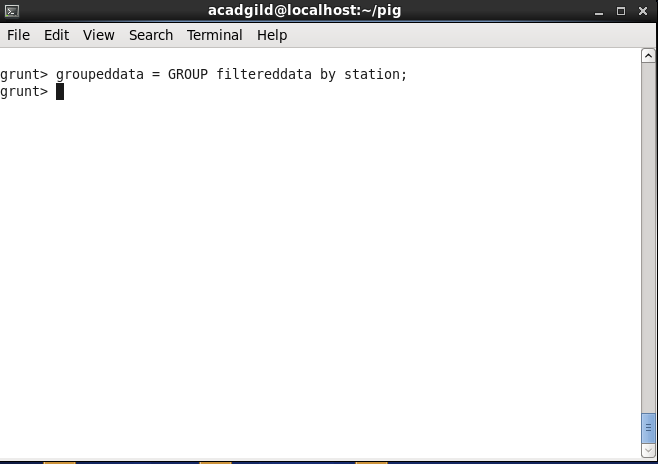 acadgild@localhost:~/pig
File Edit View Search Terminal Help
grunt> groupeddata = GROUP filtereddata by station;
grunt>